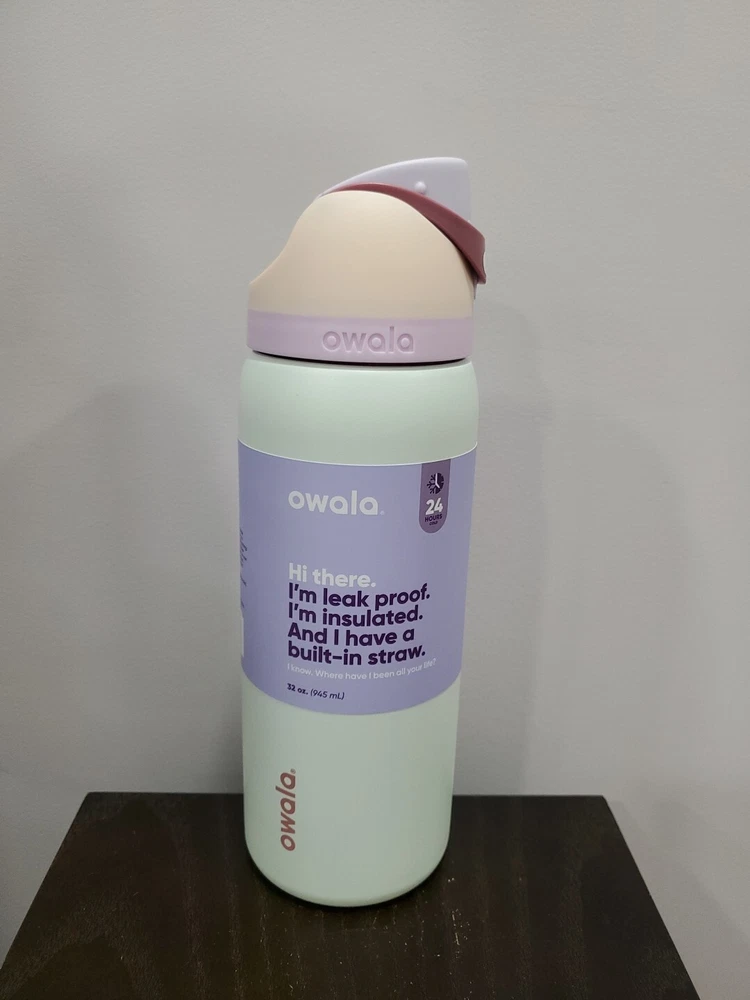 owala
owala
24
HOURS
COLD
Hi there.
I'm leak proof.
I'm insulated.
And I have a
built-in straw.
I know. Where have I been all your life?
32 oz. (945 mL)
owala